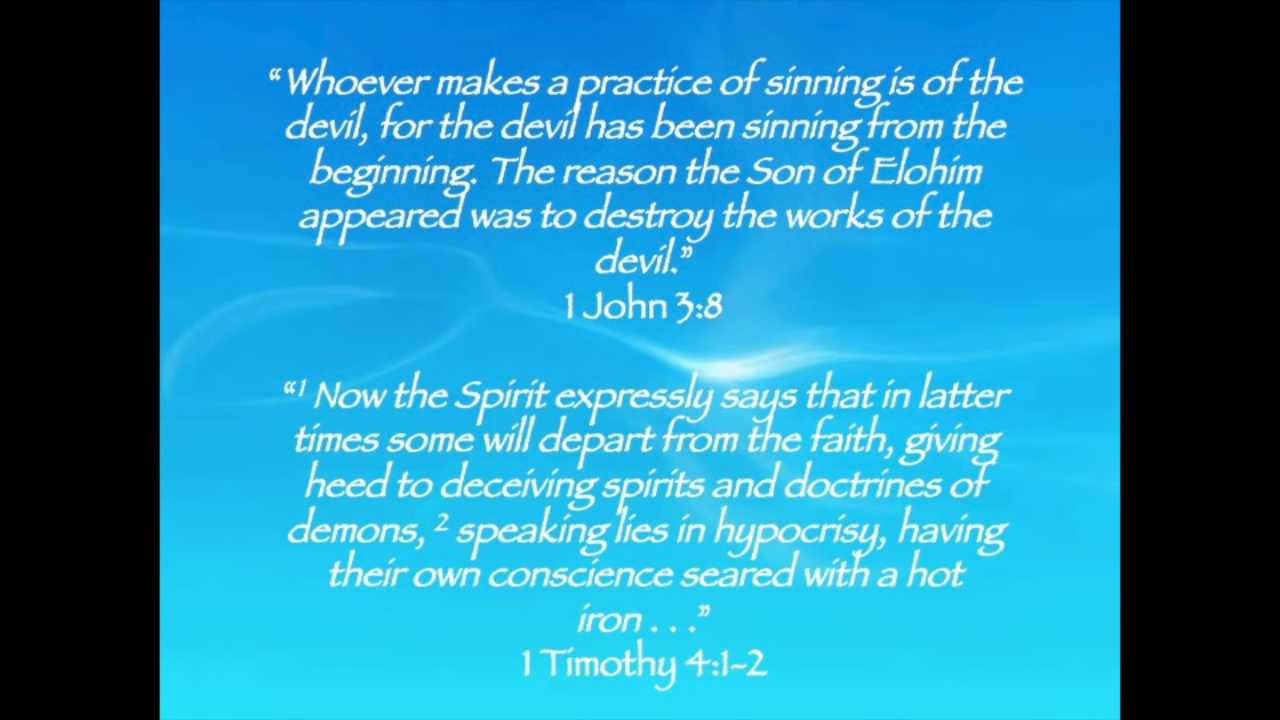 “Whoever makes a practice of sinning is of the
devil, for the devil has been sinning from the
beginning. The reason the Son of Elohim
appeared was to destroy the works of the
devil.”
1 John 3:8
“¹ Now the Spirit expressly says that in latter
times some will depart from the faith, giving
heed to deceiving spirits and doctrines of
demons, ² speaking lies in hypocrisy, having
their own conscience seared with a hot
iron . . .”
1 Timothy 4:1-2